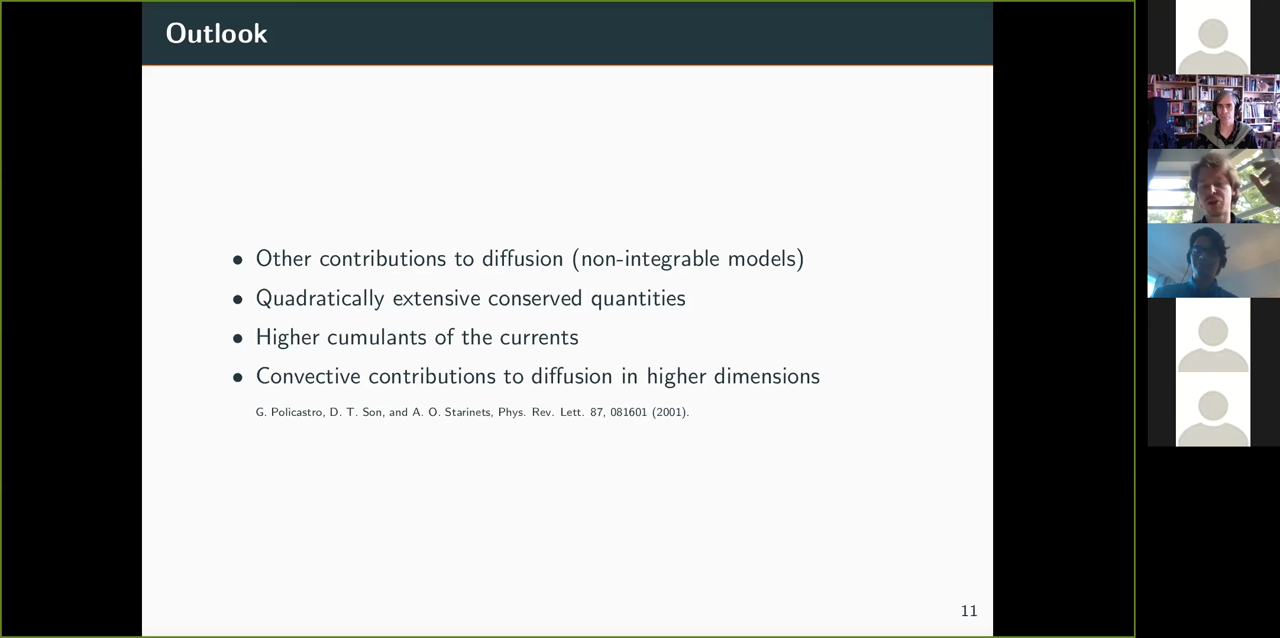 Outlook
• Other contributions to diffusion (non-integrable models)
• Quadratically extensive conserved quantities
• Higher cumulants of the currents
• Convective contributions to diffusion in higher dimensions
G. Policastro, D. T. Son, and A. O. Starinets, Phys. Rev. Lett. 87, 081601 (2001).
11